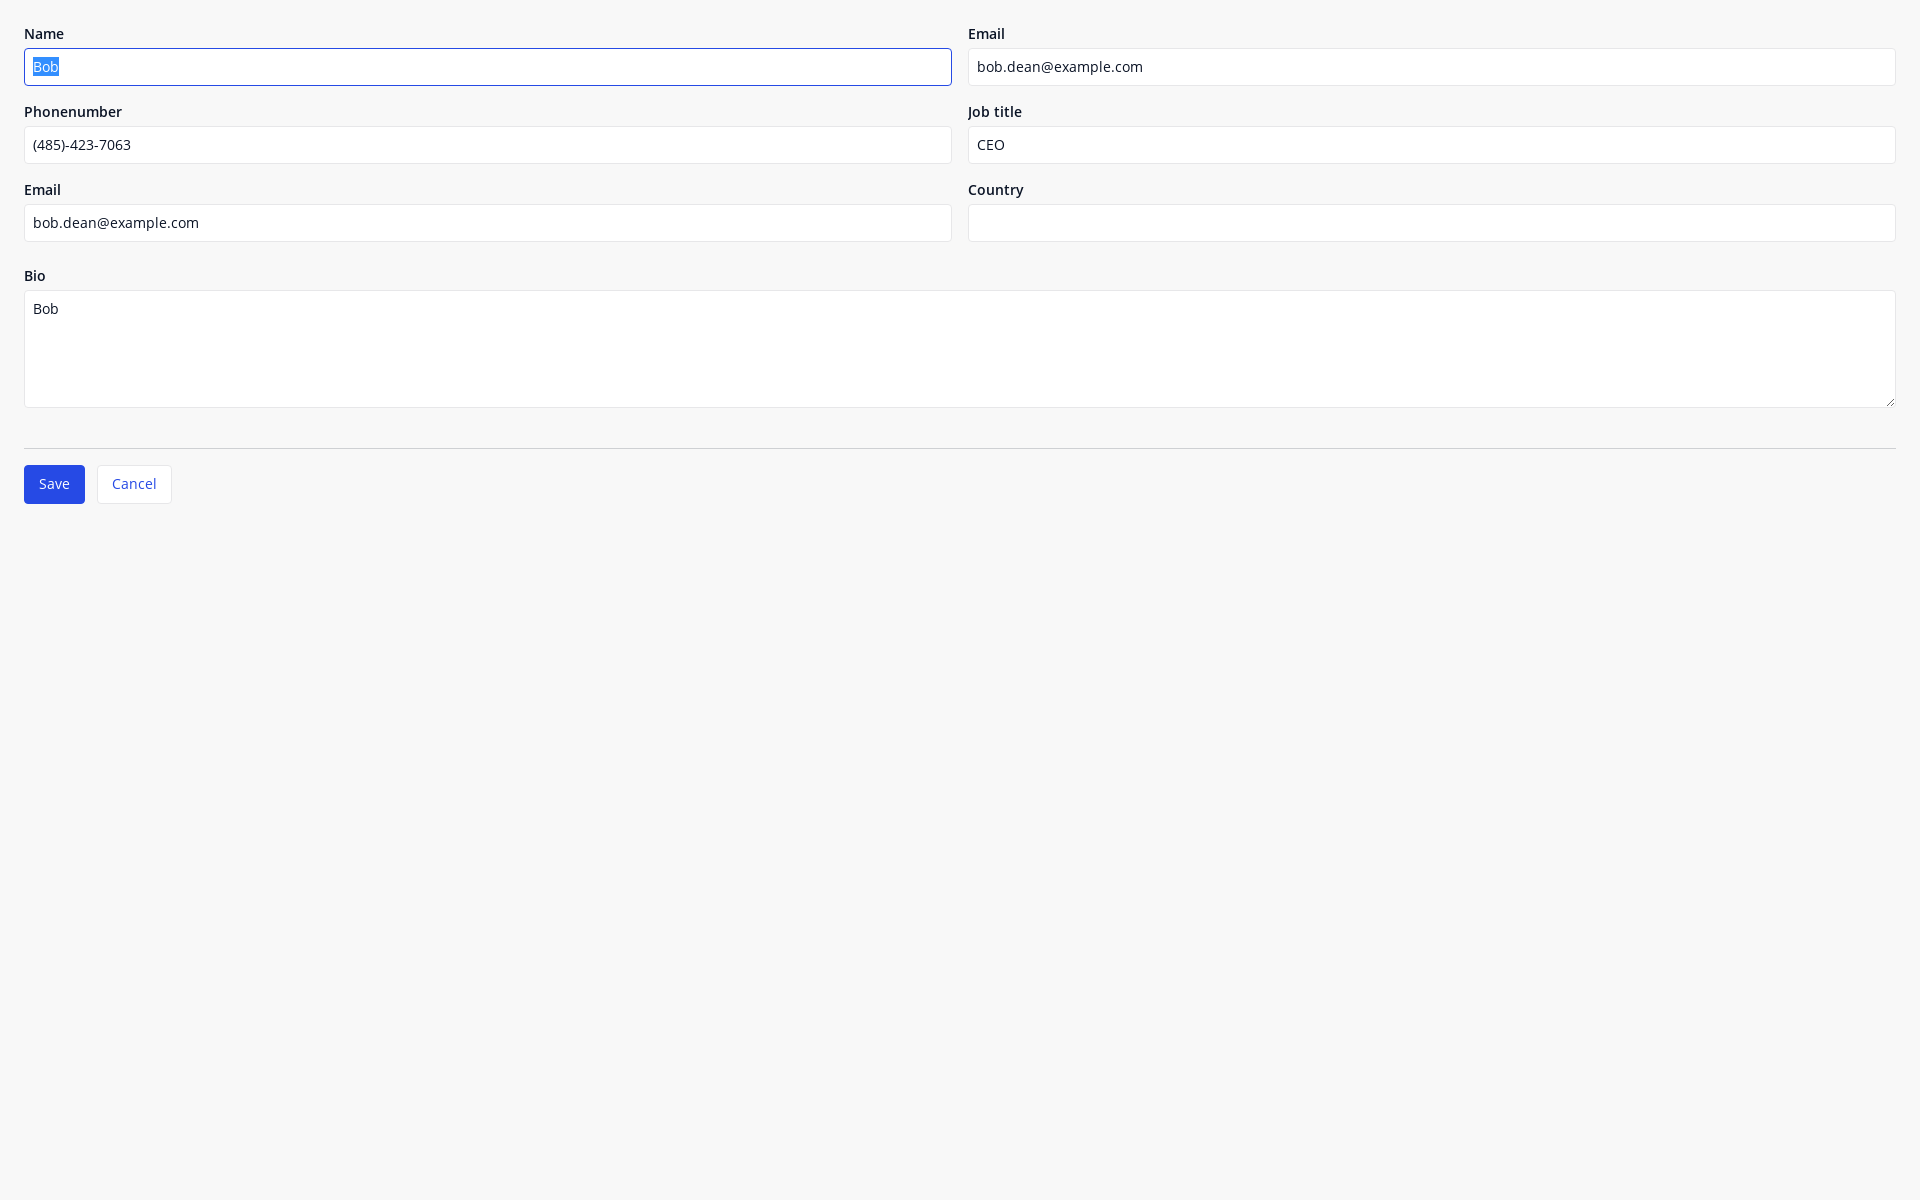 Name
Email
Bob
bob.dean@example.com
Phonenumber
Job title
(485)-423-7063
CEO
Email
Country
bob.dean@example.com
Bio
Bob
Save
Cancel